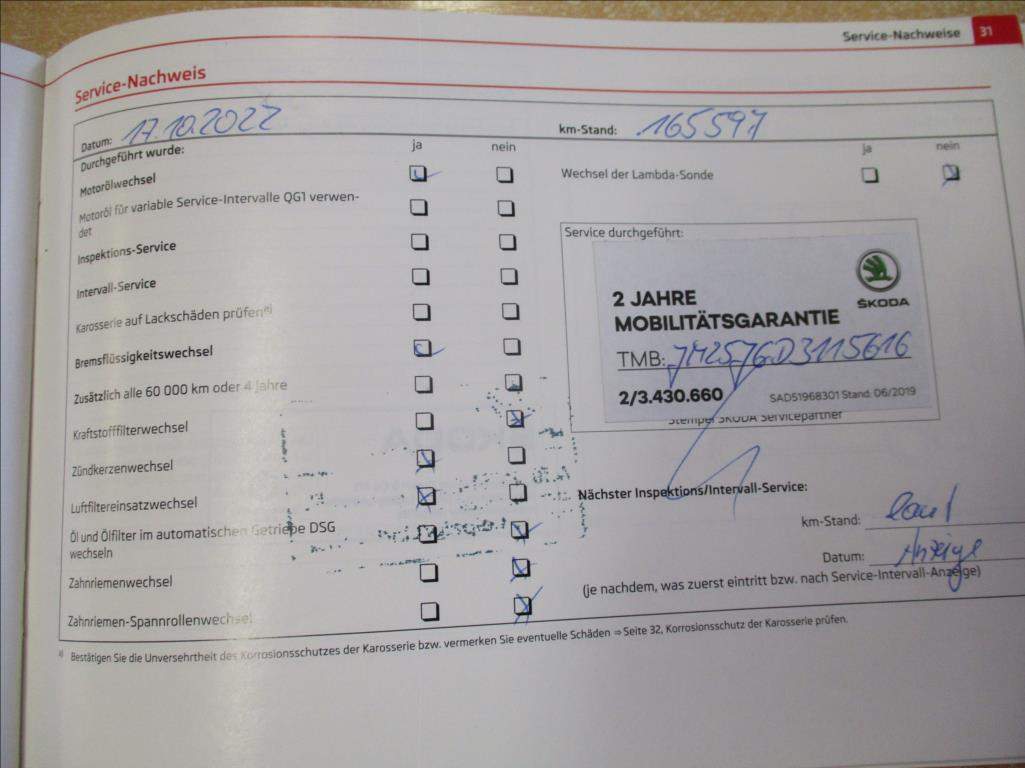 Service-Nachweise 31
Service-Nachweis
Datum: 17.10.2022
km-Stand: 165597
Durchgeführt wurde:
ja nein
Motorölwechsel
Motoröl für variable Service-Intervalle QG1 verwen-
det
Inspektions-Service
Intervall-Service
Karosserie auf Lackschäden prüfen a)
Bremsflüssigkeitswechsel
Zusätzlich alle 60 000 km oder 4 Jahre
Kraftstofffilterwechsel
Zündkerzenwechsel
Luftfiltereinsatzwechsel
Öl und Ölfilter im automatischen Getriebe DSG
wechseln
Zahnriemenwechsel
Zahnriemen-Spannrollenwechsel
ja nein
Wechsel der Lambda-Sonde
Service durchgeführt:
ŠKODA
2 JAHRE
MOBILITÄTSGARANTIE
TMB:
2/3.430.660 SAD51968301 Stand: 06/2019
Stempel ŠKODA Servicepartner
Nächster Inspektions/Intervall-Service:
km-Stand: laut
Datum: Anzeige
(je nachdem, was zuerst eintritt bzw. nach Service-Intervall-Anzeige)
a) Bestätigen Sie die Unversehrtheit des Korrosionsschutzes der Karosserie bzw. vermerken Sie eventuelle Schäden ⇒ Seite 32, Korrosionsschutz der Karosserie prüfen.